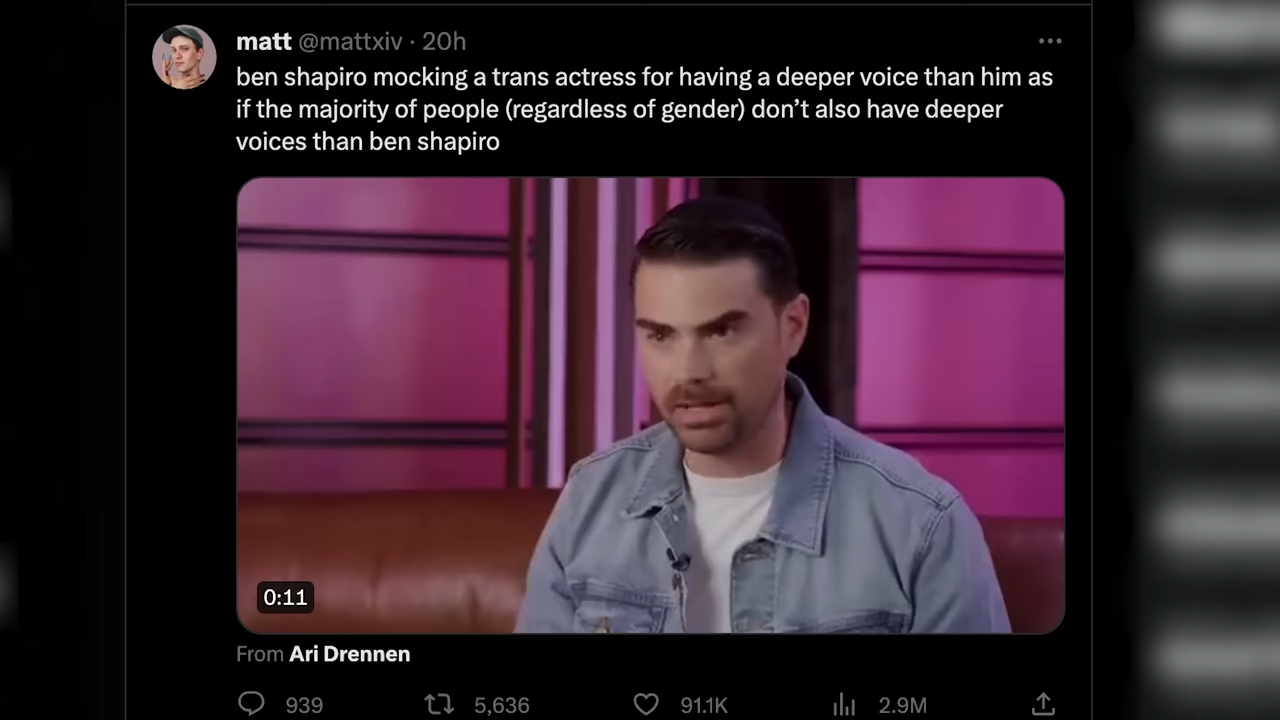 matt @mattxiv · 20h
ben shapiro mocking a trans actress for having a deeper voice than him as
if the majority of people (regardless of gender) don’t also have deeper
voices than ben shapiro
0:11
From Ari Drennen
939 5,636 91.1K 2.9M